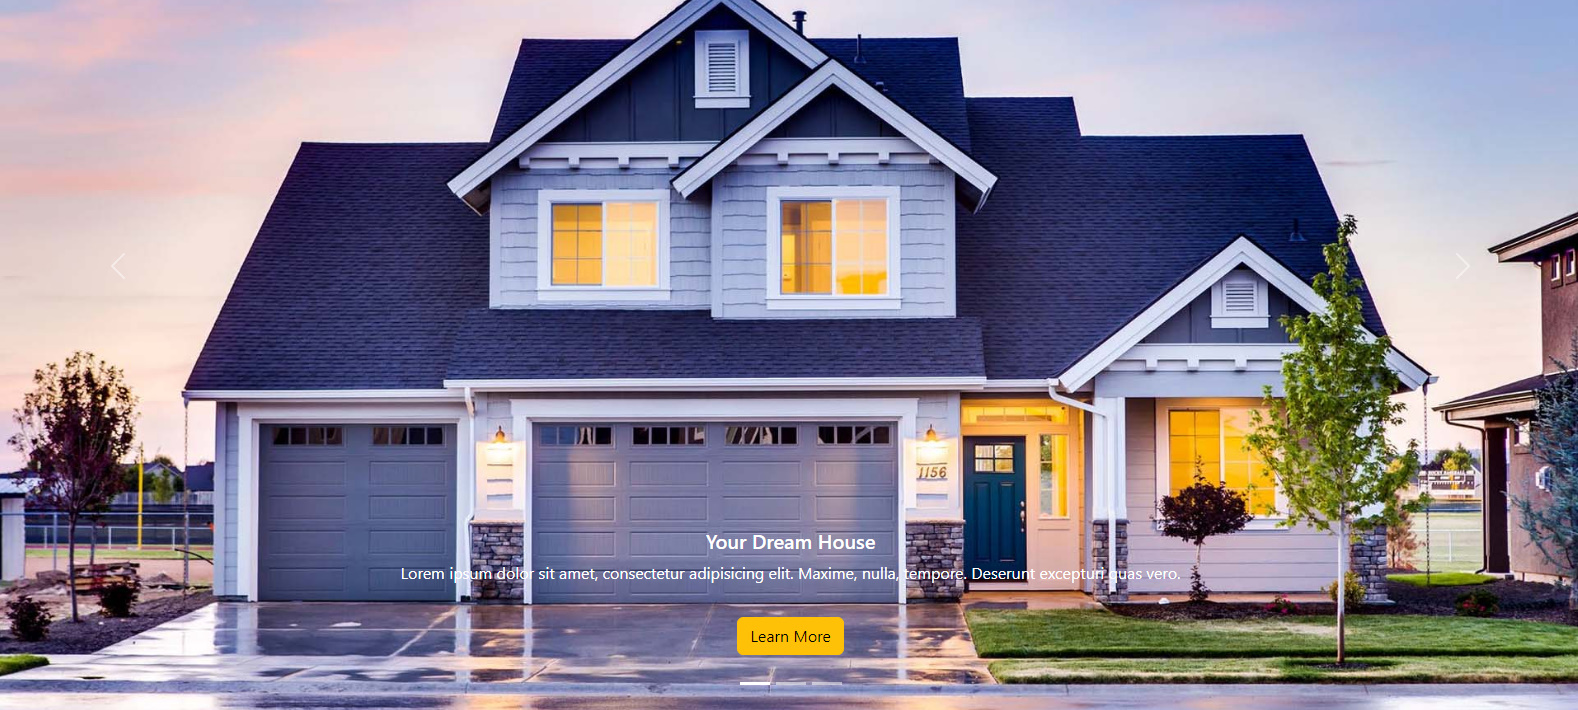 1156
Your Dream House
Lorem ipsum dolor sit amet, consectetur adipisicing elit. Maxime, nulla, tempore. Deserunt excepturi quas vero.
Learn More